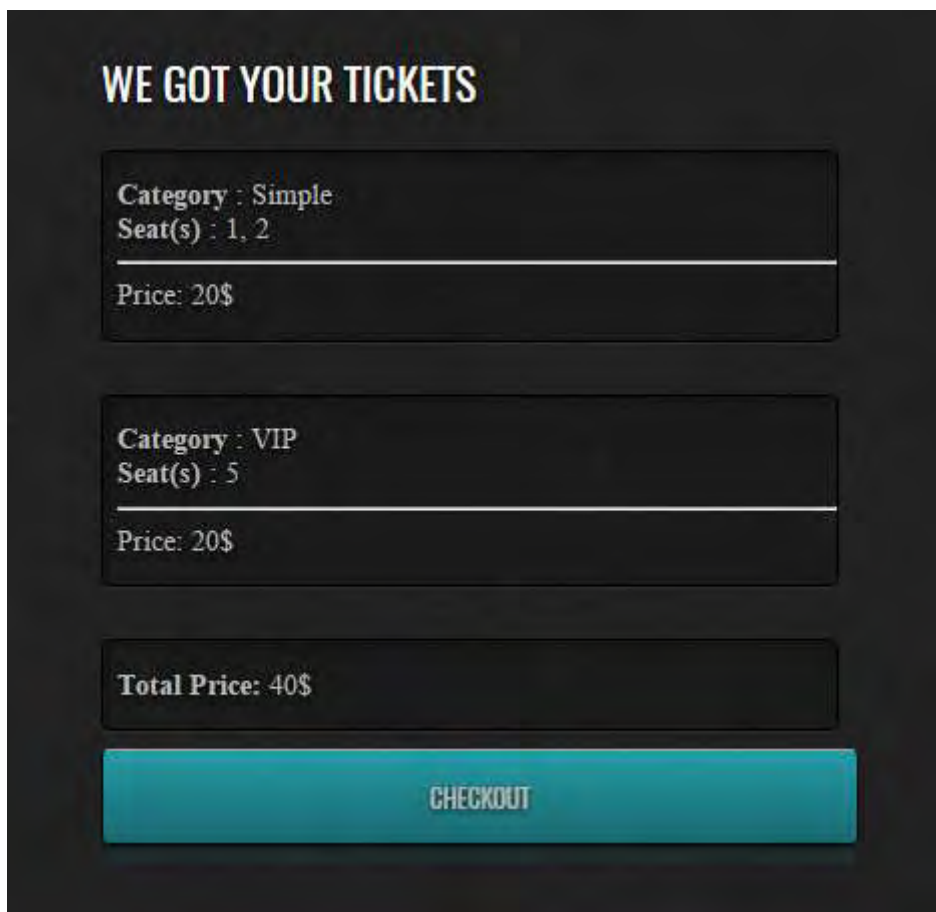 WE GOT YOUR TICKETS
Category : Simple
Seat(s) : 1, 2
Price: 20$
Category : VIP
Seat(s) : 5
Price: 20$
Total Price: 40$
CHECKOUT